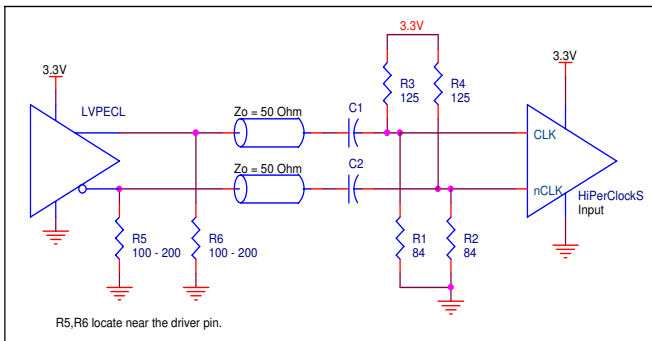 3.3V
3.3V
3.3V
LVPECL
R3
125
R4
125
Zo = 50 Ohm
C1
CLK
Zo = 50 Ohm
C2
nCLK
HiPerClockS
Input
R5
100 - 200
R6
100 - 200
R1
84
R2
84
R5,R6 locate near the driver pin.